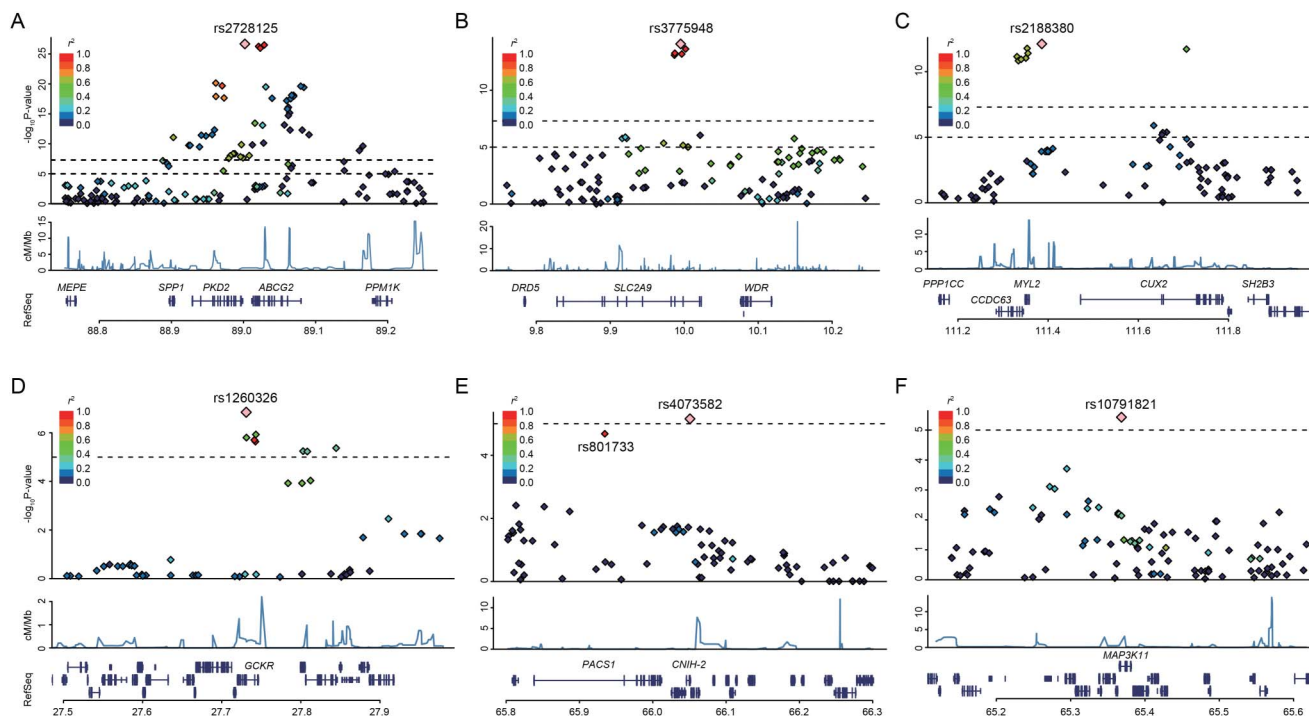 A
rs2728125
r²
1.0
0.8
0.6
0.4
0.2
0.0
-log₁₀P-value
25
20
15
10
5
0
cM/Mb
15
10
5
0
MEPE SPP1 PKD2 ABCG2 PPM1K
RefSeq
88.8 88.9 89.0 89.1 89.2
B
rs3775948
r²
1.0
0.8
0.6
0.4
0.2
0.0
10
5
0
20
10
0
DRD5 SLC2A9 WDR
9.8 9.9 10.0 10.1 10.2
C
rs2188380
r²
1.0
0.8
0.6
0.4
0.2
0.0
10
5
0
10
5
0
PPP1CC MYL2 CUX2 SH2B3
CCDC63
111.2 111.4 111.6 111.8
D
rs1260326
r²
1.0
0.8
0.6
0.4
0.2
0.0
-log₁₀P-value
6
4
2
0
cM/Mb
2
1
0
GCKR
RefSeq
27.5 27.6 27.7 27.8 27.9
E
rs4073582
r²
1.0
0.8
0.6
0.4
0.2
0.0
rs801733
4
2
0
10
5
0
PACS1 CNIH-2
65.8 65.9 66.0 66.1 66.2 66.3
F
rs10791821
r²
1.0
0.8
0.6
0.4
0.2
0.0
5
4
3
2
1
0
10
5
0
MAP3K11
65.2 65.3 65.4 65.5 65.6